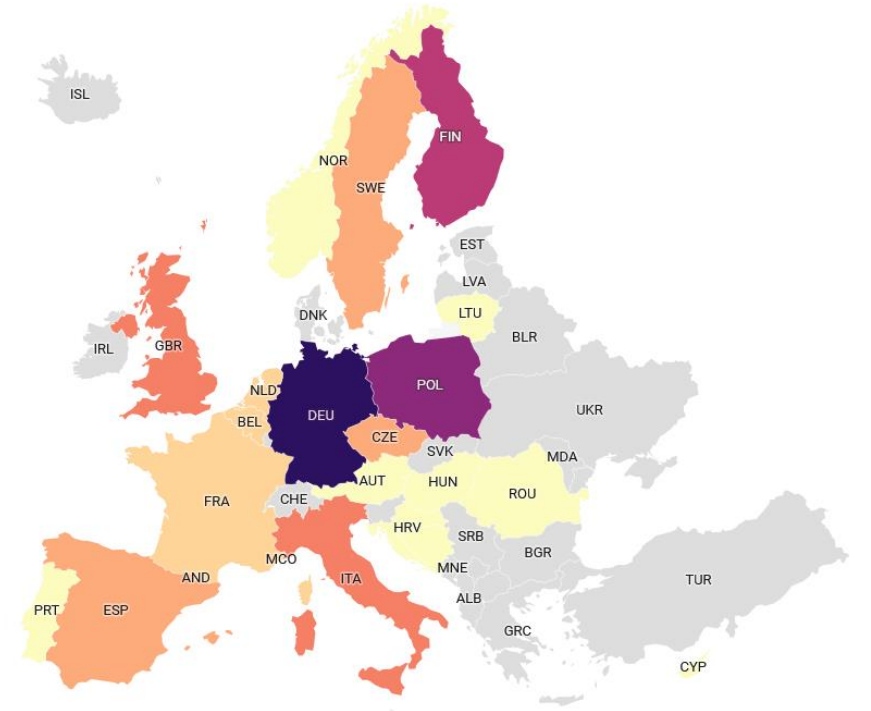 ISL
FIN
NOR
SWE
EST
LVA
DNK
LTU
BLR
IRL
GBR
NLD
DEU
POL
UKR
BEL
CZE
SVK
MDA
AUT
HUN
ROU
FRA
CHE
HRV
SRB
BGR
MCO
MNE
AND
ITA
TUR
ALB
PRT
ESP
GRC
CYP